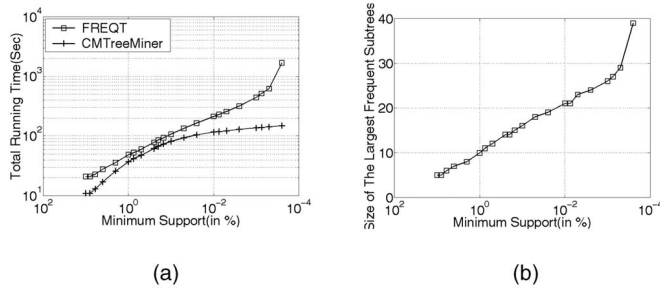 10^4
10^3
10^2
10^1
Total Running Time(Sec)
FREQT
CMTreeMiner
10^2
10^0
10^-2
10^-4
Minimum Support(in %)
(a)
40
30
20
10
0
Size of The Largest Frequent Subtrees
10^2
10^0
10^-2
10^-4
Minimum Support(in %)
(b)